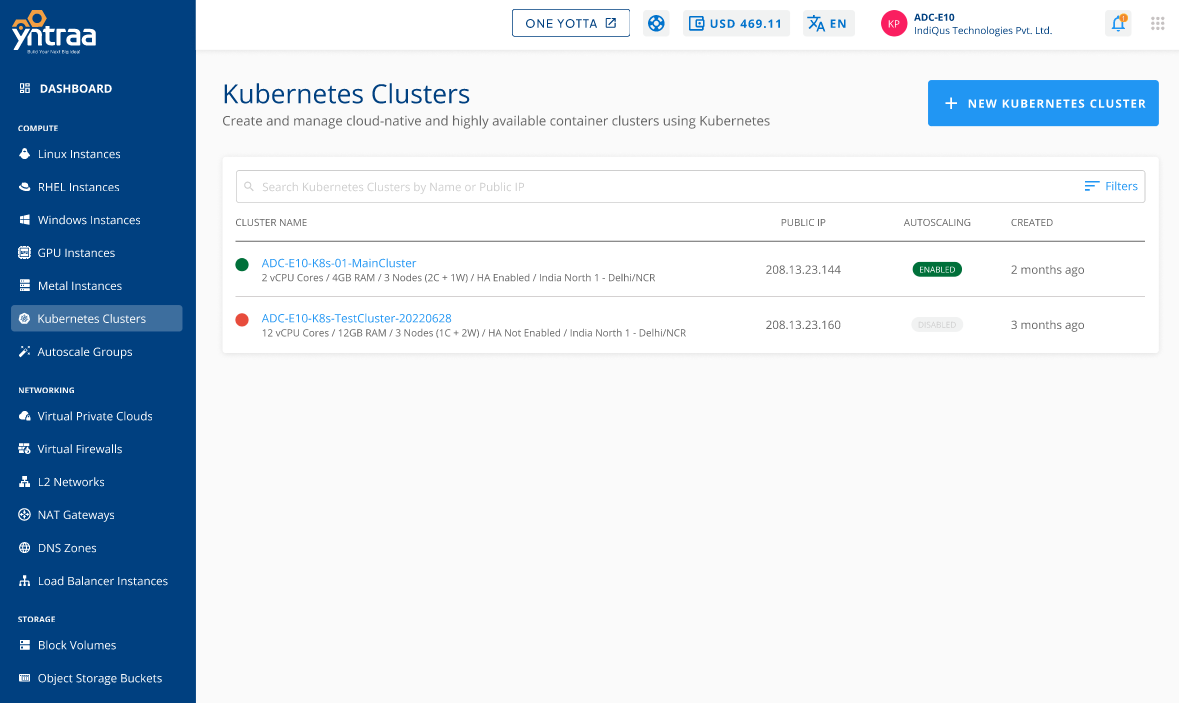 yntraa
Build Your Next Big Idea!
ONE YOTTA
USD 469.11
EN
KP
ADC-E10
IndiQus Technologies Pvt. Ltd.
DASHBOARD
COMPUTE
Linux Instances
RHEL Instances
Windows Instances
GPU Instances
Metal Instances
Kubernetes Clusters
Autoscale Groups
NETWORKING
Virtual Private Clouds
Virtual Firewalls
L2 Networks
NAT Gateways
DNS Zones
Load Balancer Instances
STORAGE
Block Volumes
Object Storage Buckets
Kubernetes Clusters
Create and manage cloud-native and highly available container clusters using Kubernetes
NEW KUBERNETES CLUSTER
Search Kubernetes Clusters by Name or Public IP
Filters
CLUSTER NAME PUBLIC IP AUTOSCALING CREATED
ADC-E10-K8s-01-MainCluster
2 vCPU Cores / 4GB RAM / 3 Nodes (2C + 1W) / HA Enabled / India North 1 - Delhi/NCR
208.13.23.144 ENABLED 2 months ago
ADC-E10-K8s-TestCluster-20220628
12 vCPU Cores / 12GB RAM / 3 Nodes (1C + 2W) / HA Not Enabled / India North 1 - Delhi/NCR
208.13.23.160 DISABLED 3 months ago